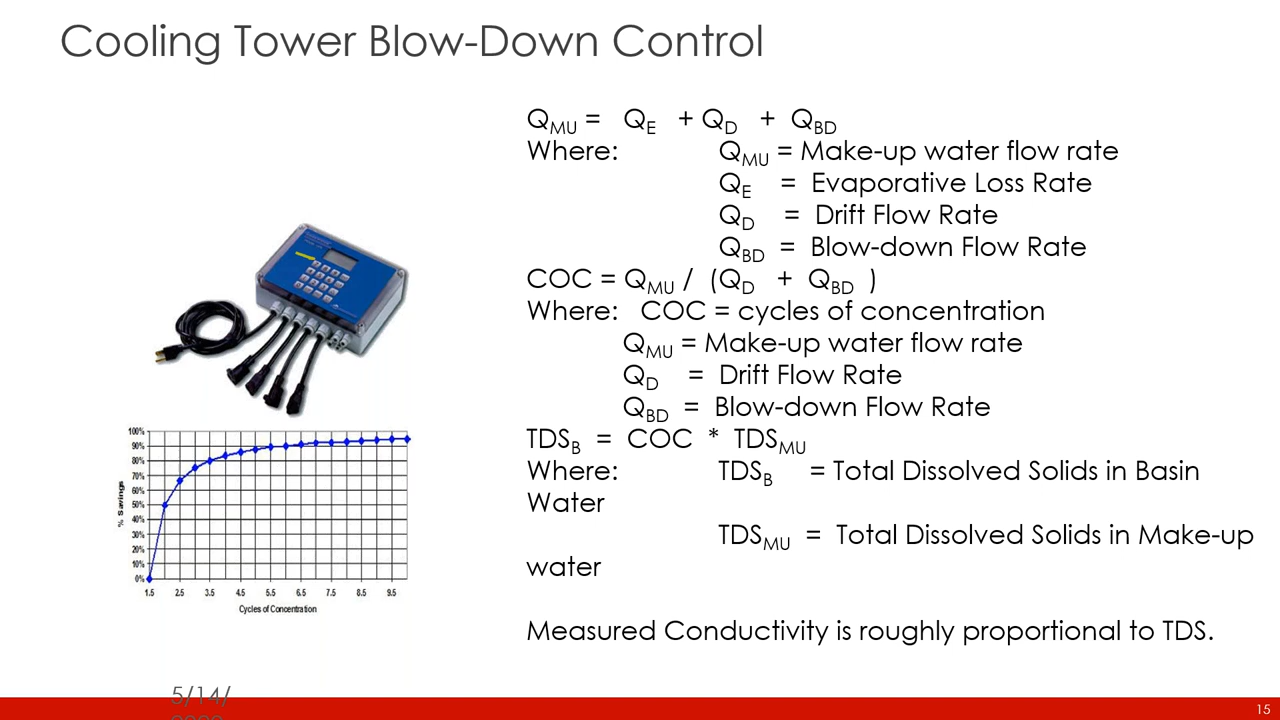 Cooling Tower Blow-Down Control
Q_MU = Q_E + Q_D + Q_BD
Where: Q_MU = Make-up water flow rate
Q_E = Evaporative Loss Rate
Q_D = Drift Flow Rate
Q_BD = Blow-down Flow Rate
COC = Q_MU / (Q_D + Q_BD )
Where: COC = cycles of concentration
Q_MU = Make-up water flow rate
Q_D = Drift Flow Rate
Q_BD = Blow-down Flow Rate
TDS_B = COC * TDS_MU
Where: TDS_B = Total Dissolved Solids in Basin
Water
TDS_MU = Total Dissolved Solids in Make-up
water
Measured Conductivity is roughly proportional to TDS.
100%
90%
80%
70%
60%
50%
40%
30%
20%
10%
0%
% Savings
1.5 2.5 3.5 4.5 5.5 6.5 7.5 8.5 9.5
Cycles of Concentration
5/14/
15